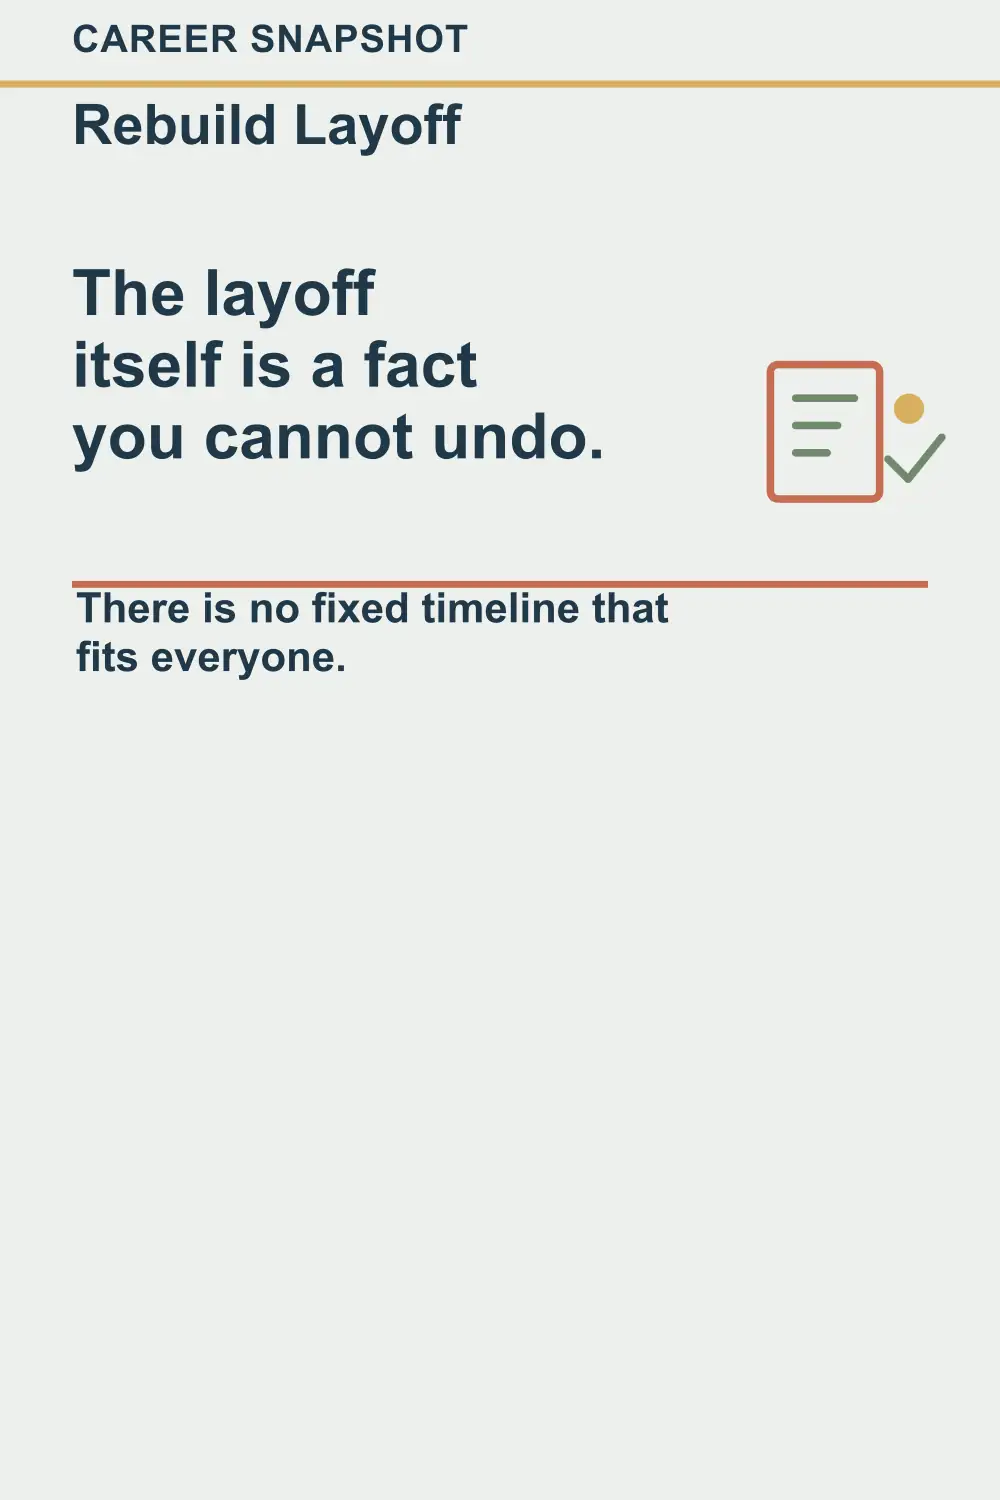 CAREER SNAPSHOT
Rebuild Layoff
The layoff
itself is a fact
you cannot undo.
There is no fixed timeline that
fits everyone.